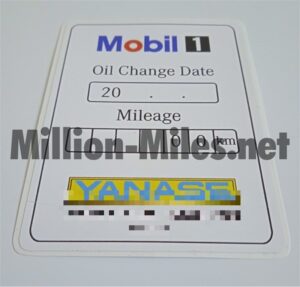 Mobil 1
Oil Change Date
20 . .
Mileage
Million-Miles.net
0 0 km
YANASE